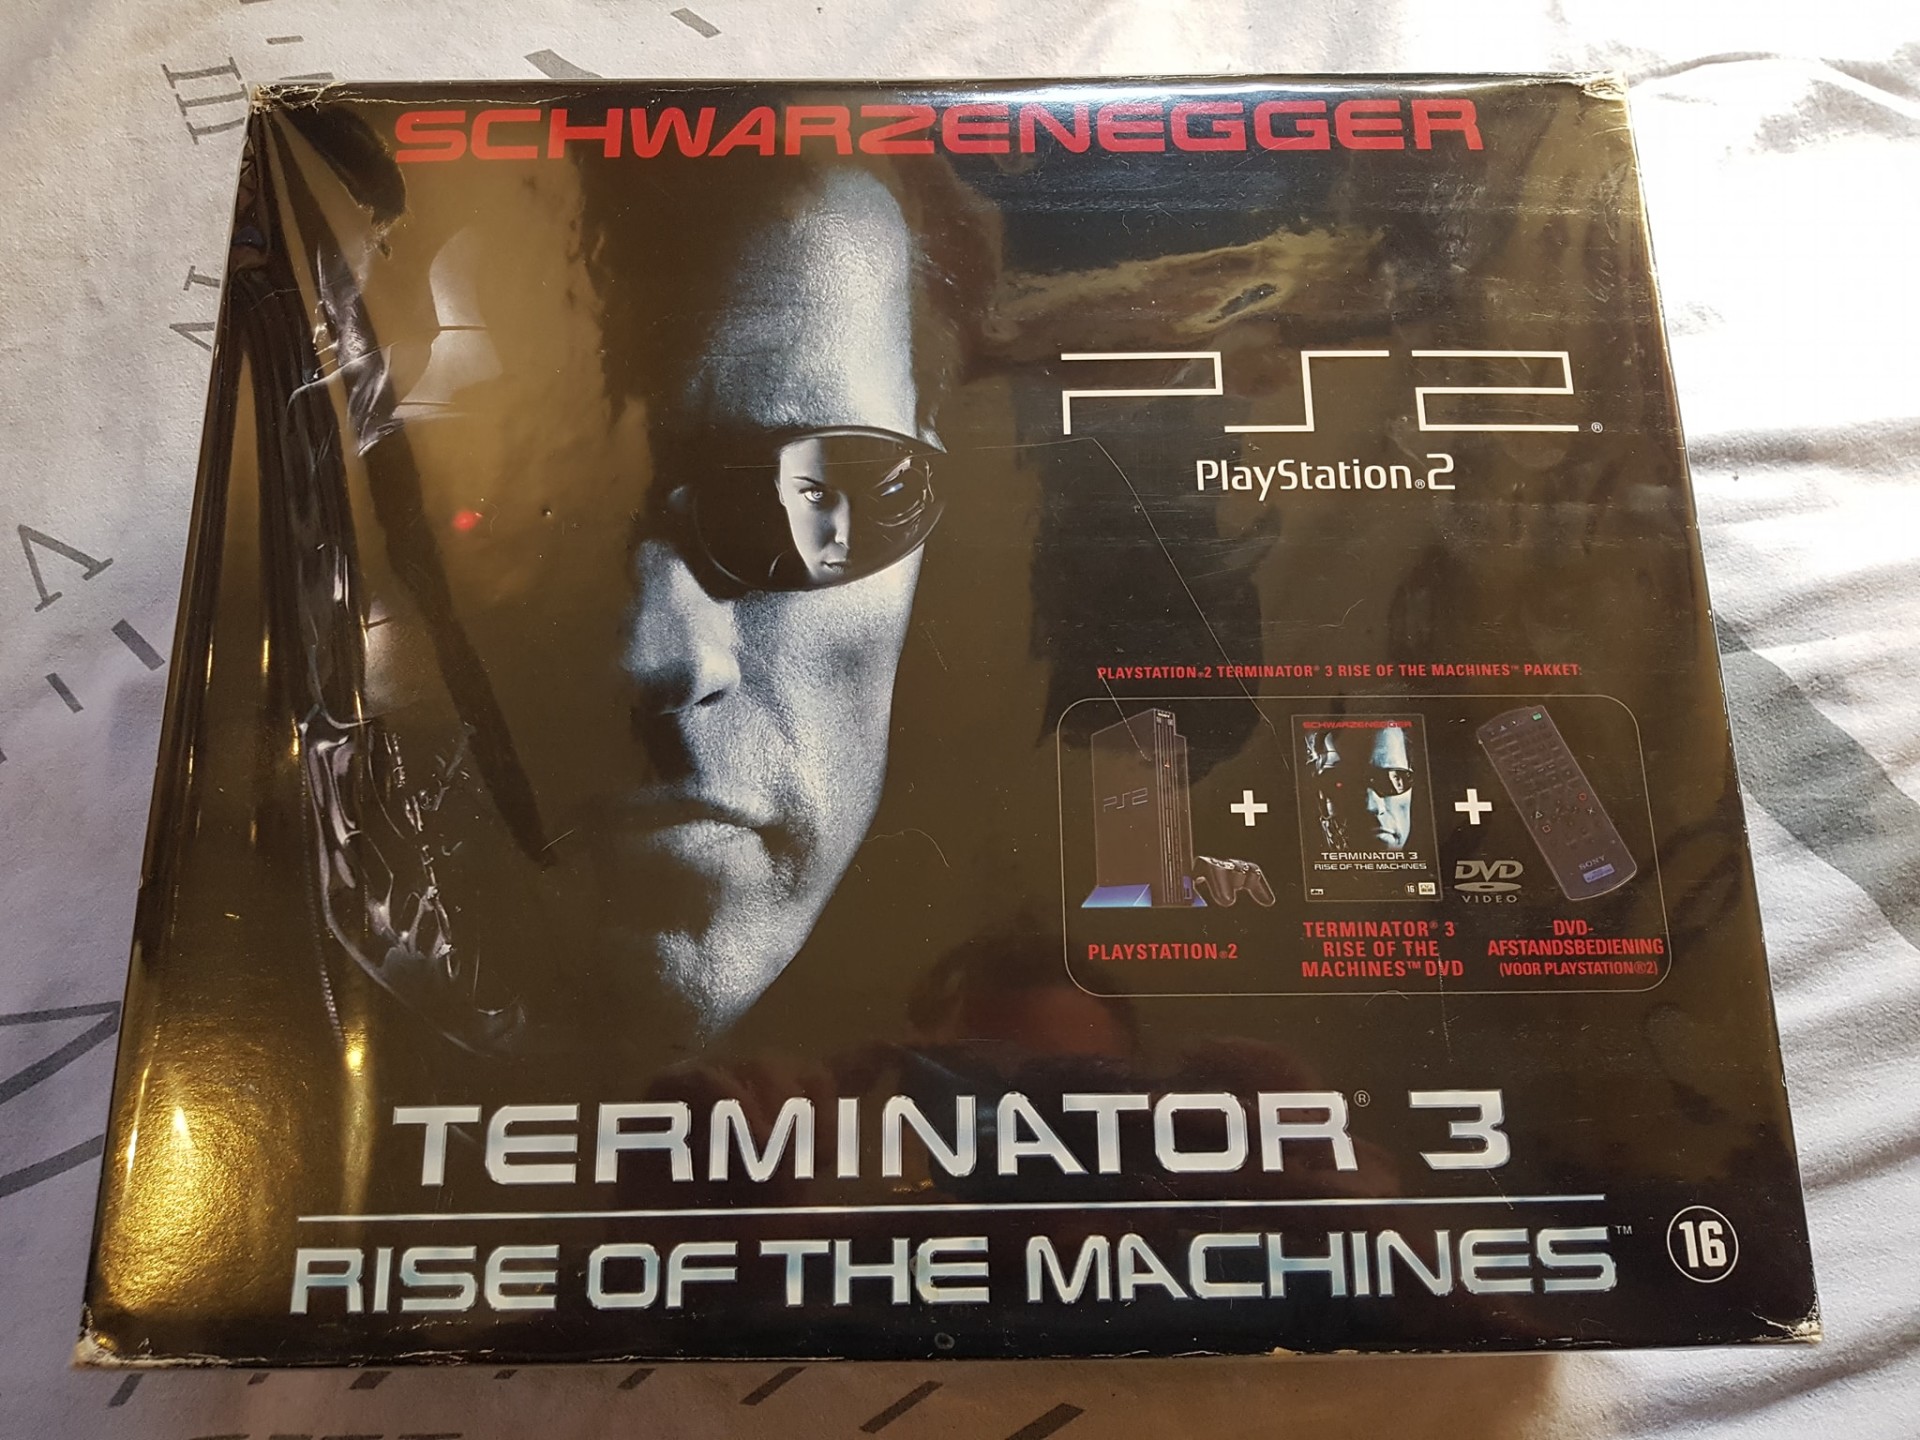 SCHWARZENEGGER
PS2®
PlayStation®2
PLAYSTATION®2 TERMINATOR® 3 RISE OF THE MACHINES™ PAKKET:
PS2
+
SCHWARZENEGGER
TERMINATOR 3
RISE OF THE MACHINES
16
+
DVD
VIDEO
SONY
PLAYSTATION®2
TERMINATOR® 3
RISE OF THE
MACHINES™ DVD
DVD-
AFSTANDSBEDIENING
(VOOR PLAYSTATION®2)
TERMINATOR® 3
RISE OF THE MACHINES™
16
III
V